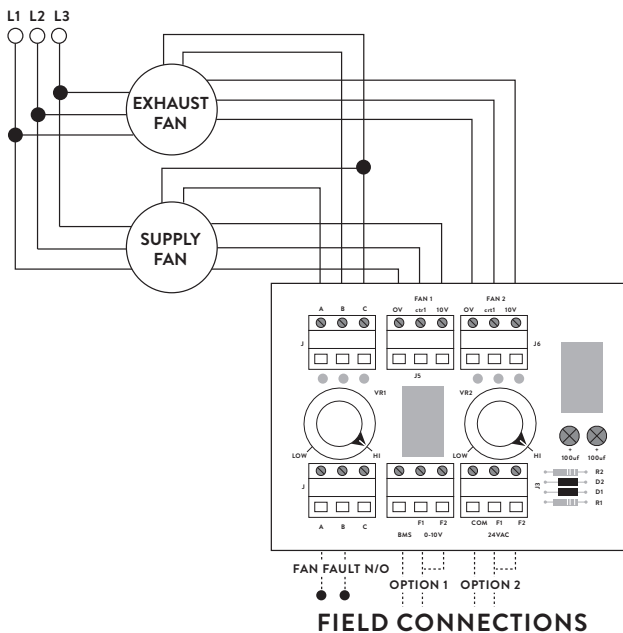 L1 L2 L3
EXHAUST
FAN
SUPPLY
FAN
FAN 1 FAN 2
A B C OV ctr1 10V OV crt1 10V
J J6
J5
VR1 VR2
LOW HI LOW HI
+ +
100uf 100uf
R2
D2
D1
R1
J J3
A B C F1 F2 COM F1 F2
BMS 0-10V 24VAC
FAN FAULT N/O
OPTION 1 OPTION 2
FIELD CONNECTIONS